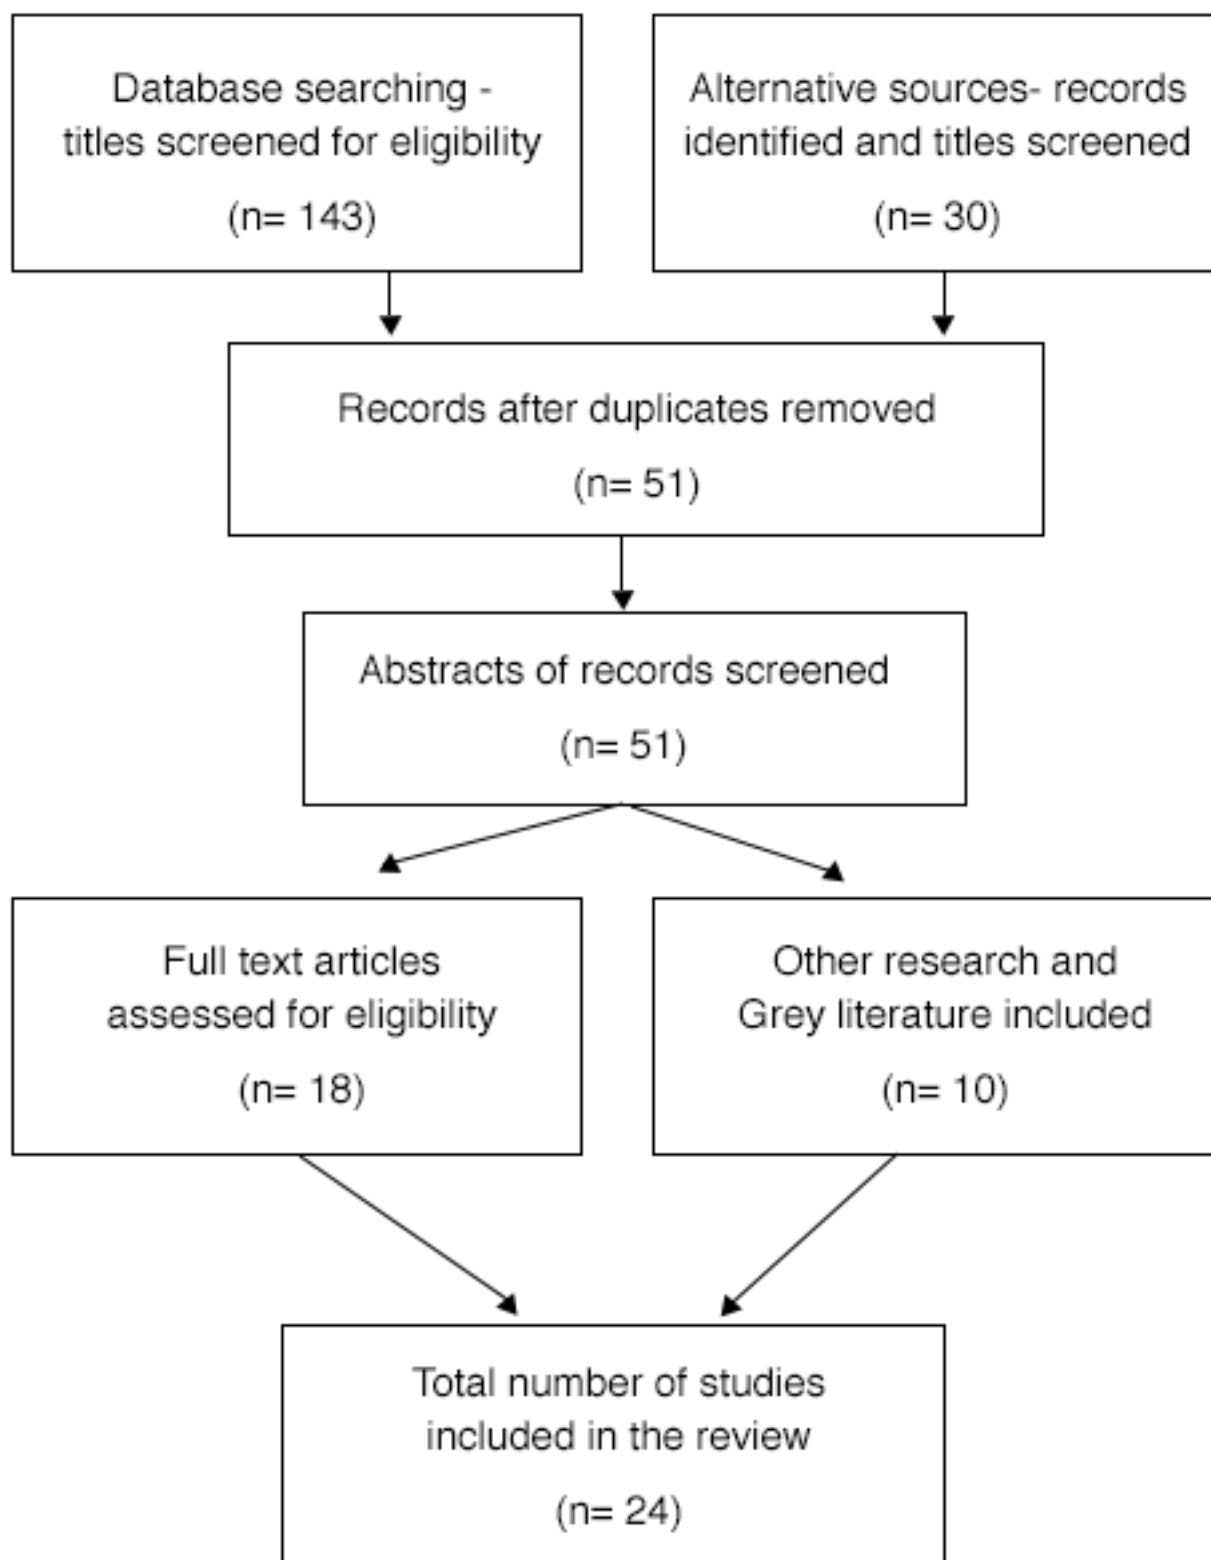 Database searching -
titles screened for eligibility
(n= 143)
Alternative sources- records
identified and titles screened
(n= 30)
Records after duplicates removed
(n= 51)
Abstracts of records screened
(n= 51)
Full text articles
assessed for eligibility
(n= 18)
Other research and
Grey literature included
(n= 10)
Total number of studies
included in the review
(n= 24)